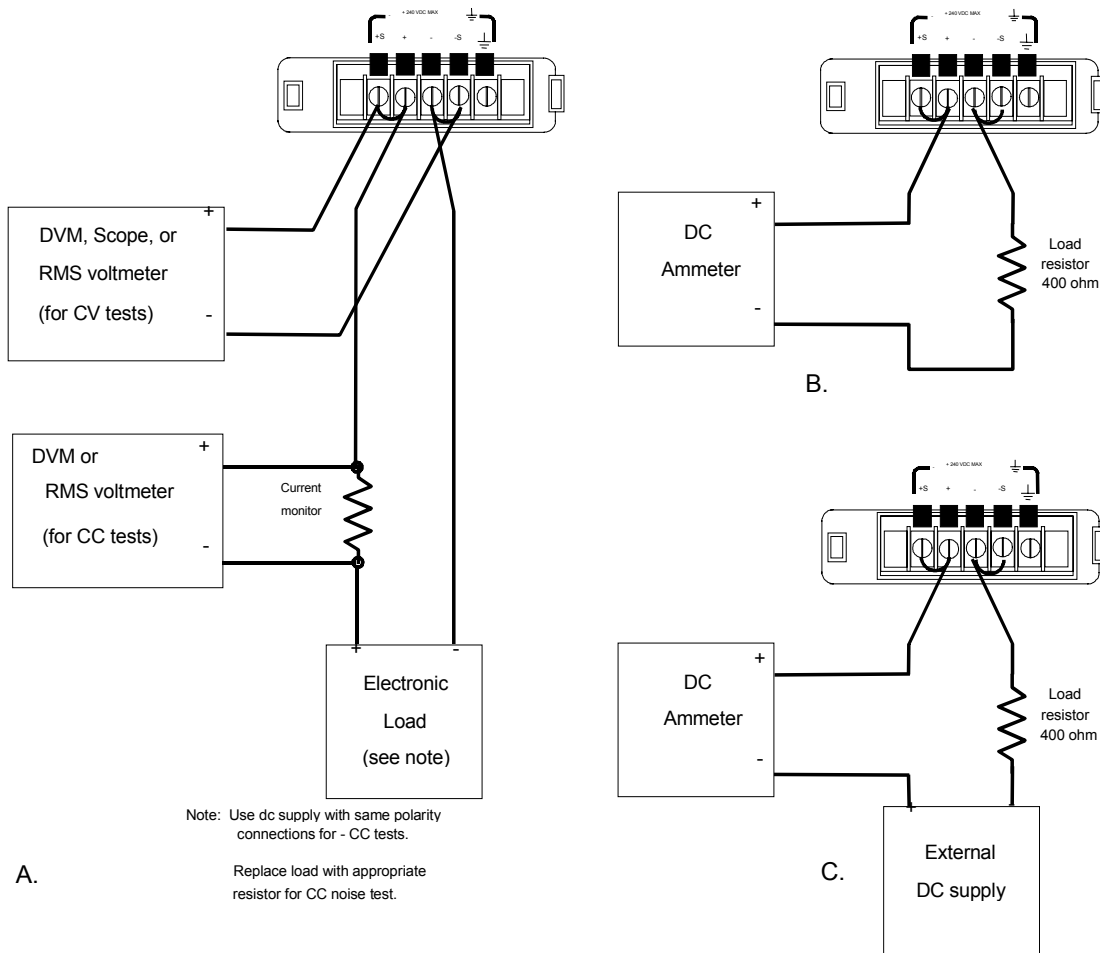 - + 240 VDC MAX
+S + - -S
DVM, Scope, or
RMS voltmeter
(for CV tests)
+
-
DVM or
RMS voltmeter
(for CC tests)
+
-
Current
monitor
+ -
Electronic
Load
(see note)
Note: Use dc supply with same polarity
connections for - CC tests.
Replace load with appropriate
resistor for CC noise test.
A.
- + 240 VDC MAX
+S + - -S
+
DC
Ammeter
-
Load
resistor
400 ohm
B.
- + 240 VDC MAX
+S + - -S
+
DC
Ammeter
-
Load
resistor
400 ohm
+ -
External
DC supply
C.